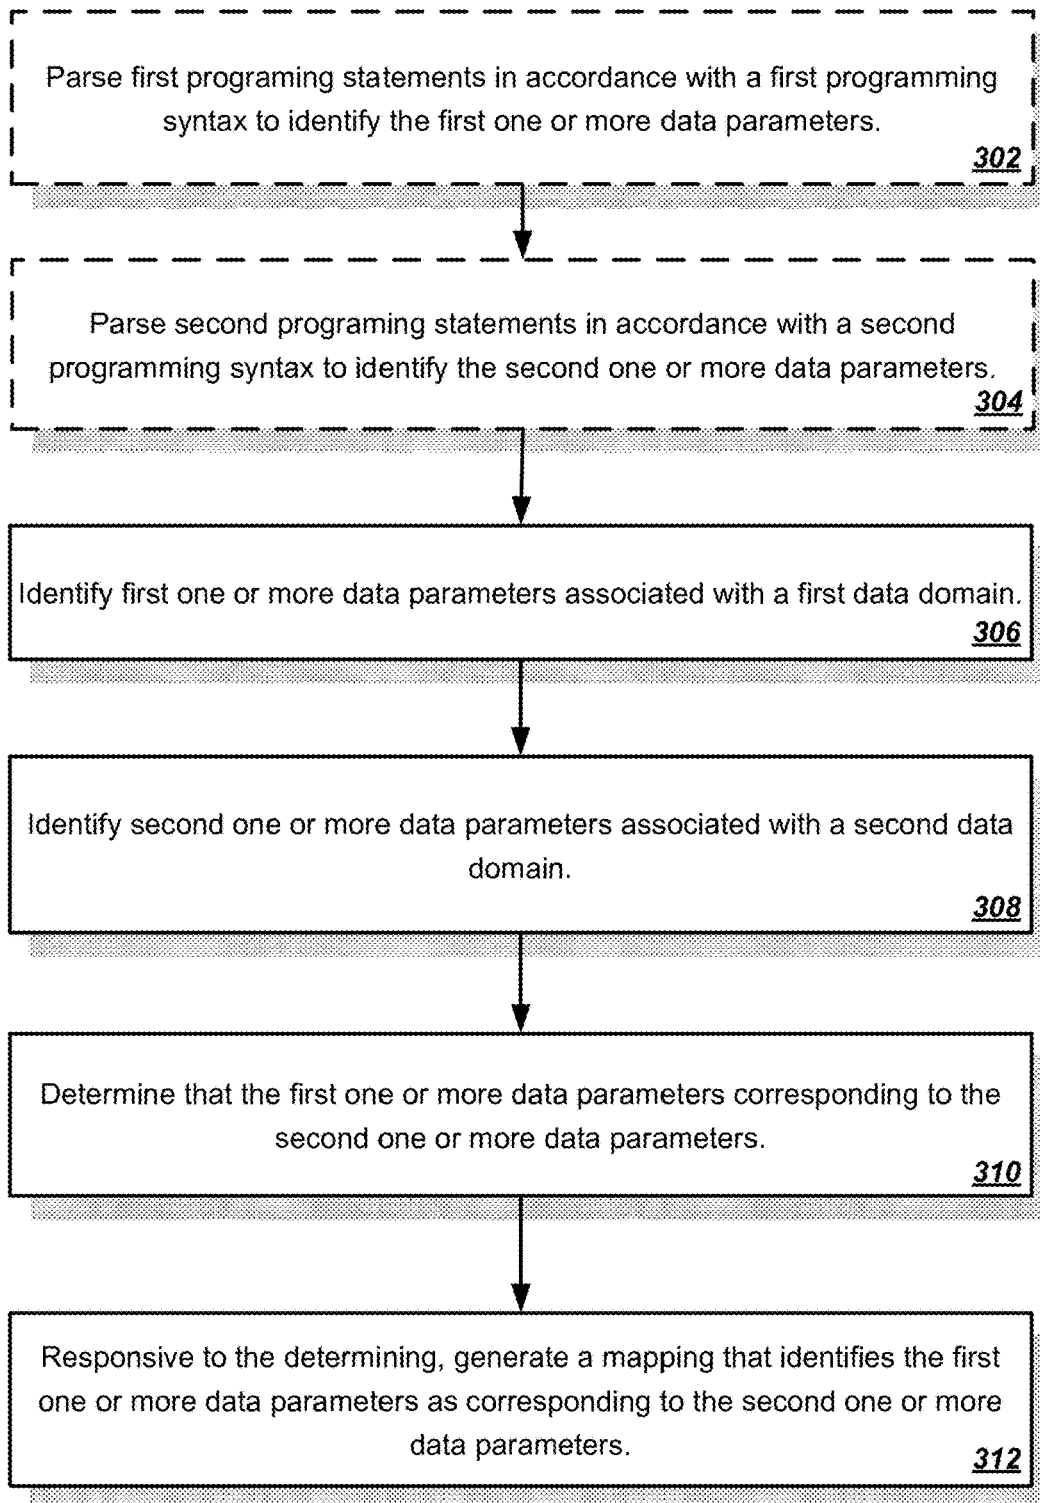 Parse first programing statements in accordance with a first programming
syntax to identify the first one or more data parameters.
302
Parse second programing statements in accordance with a second
programming syntax to identify the second one or more data parameters.
304
Identify first one or more data parameters associated with a first data domain.
306
Identify second one or more data parameters associated with a second data
domain.
308
Determine that the first one or more data parameters corresponding to the
second one or more data parameters.
310
Responsive to the determining, generate a mapping that identifies the first
one or more data parameters as corresponding to the second one or more
data parameters.
312